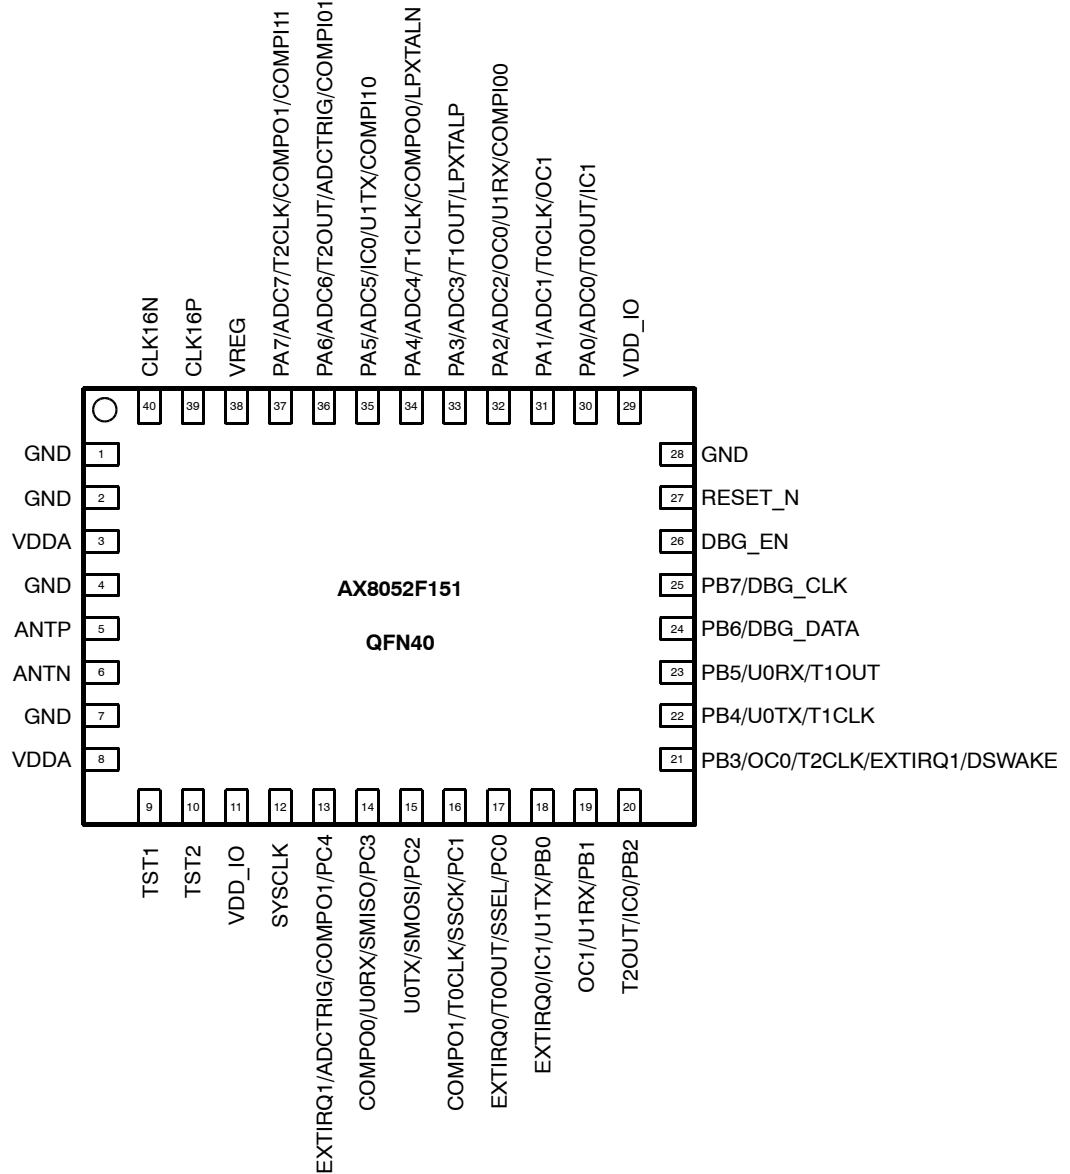 PA7/ADC7/T2CLK/COMPO1/COMPI11
PA6/ADC6/T2OUT/ADCTRIG/COMPI01
PA5/ADC5/IC0/U1TX/COMPI10
PA4/ADC4/T1CLK/COMPO0/LPXTALN
PA3/ADC3/T1OUT/LPXTALP
PA2/ADC2/OC0/U1RX/COMPI00
PA1/ADC1/T0CLK/OC1
PA0/ADC0/T0OUT/IC1
CLK16N
CLK16P
VREG
VDD_IO
40
39
38
37
36
35
34
33
32
31
30
29
GND
1
28
GND
GND
2
27
RESET_N
VDDA
3
26
DBG_EN
GND
4
25
PB7/DBG_CLK
AX8052F151
ANTP
5
24
PB6/DBG_DATA
QFN40
ANTN
6
23
PB5/U0RX/T1OUT
GND
7
22
PB4/U0TX/T1CLK
VDDA
8
21
PB3/OC0/T2CLK/EXTIRQ1/DSWAKE
9
10
11
12
13
14
15
16
17
18
19
20
TST1
TST2
VDD_IO
SYSCLK
EXTIRQ1/ADCTRIG/COMPO1/PC4
COMPO0/U0RX/SMISO/PC3
U0TX/SMOSI/PC2
COMPO1/T0CLK/SSCK/PC1
EXTIRQ0/T0OUT/SSEL/PC0
EXTIRQ0/IC1/U1TX/PB0
OC1/U1RX/PB1
T2OUT/IC0/PB2